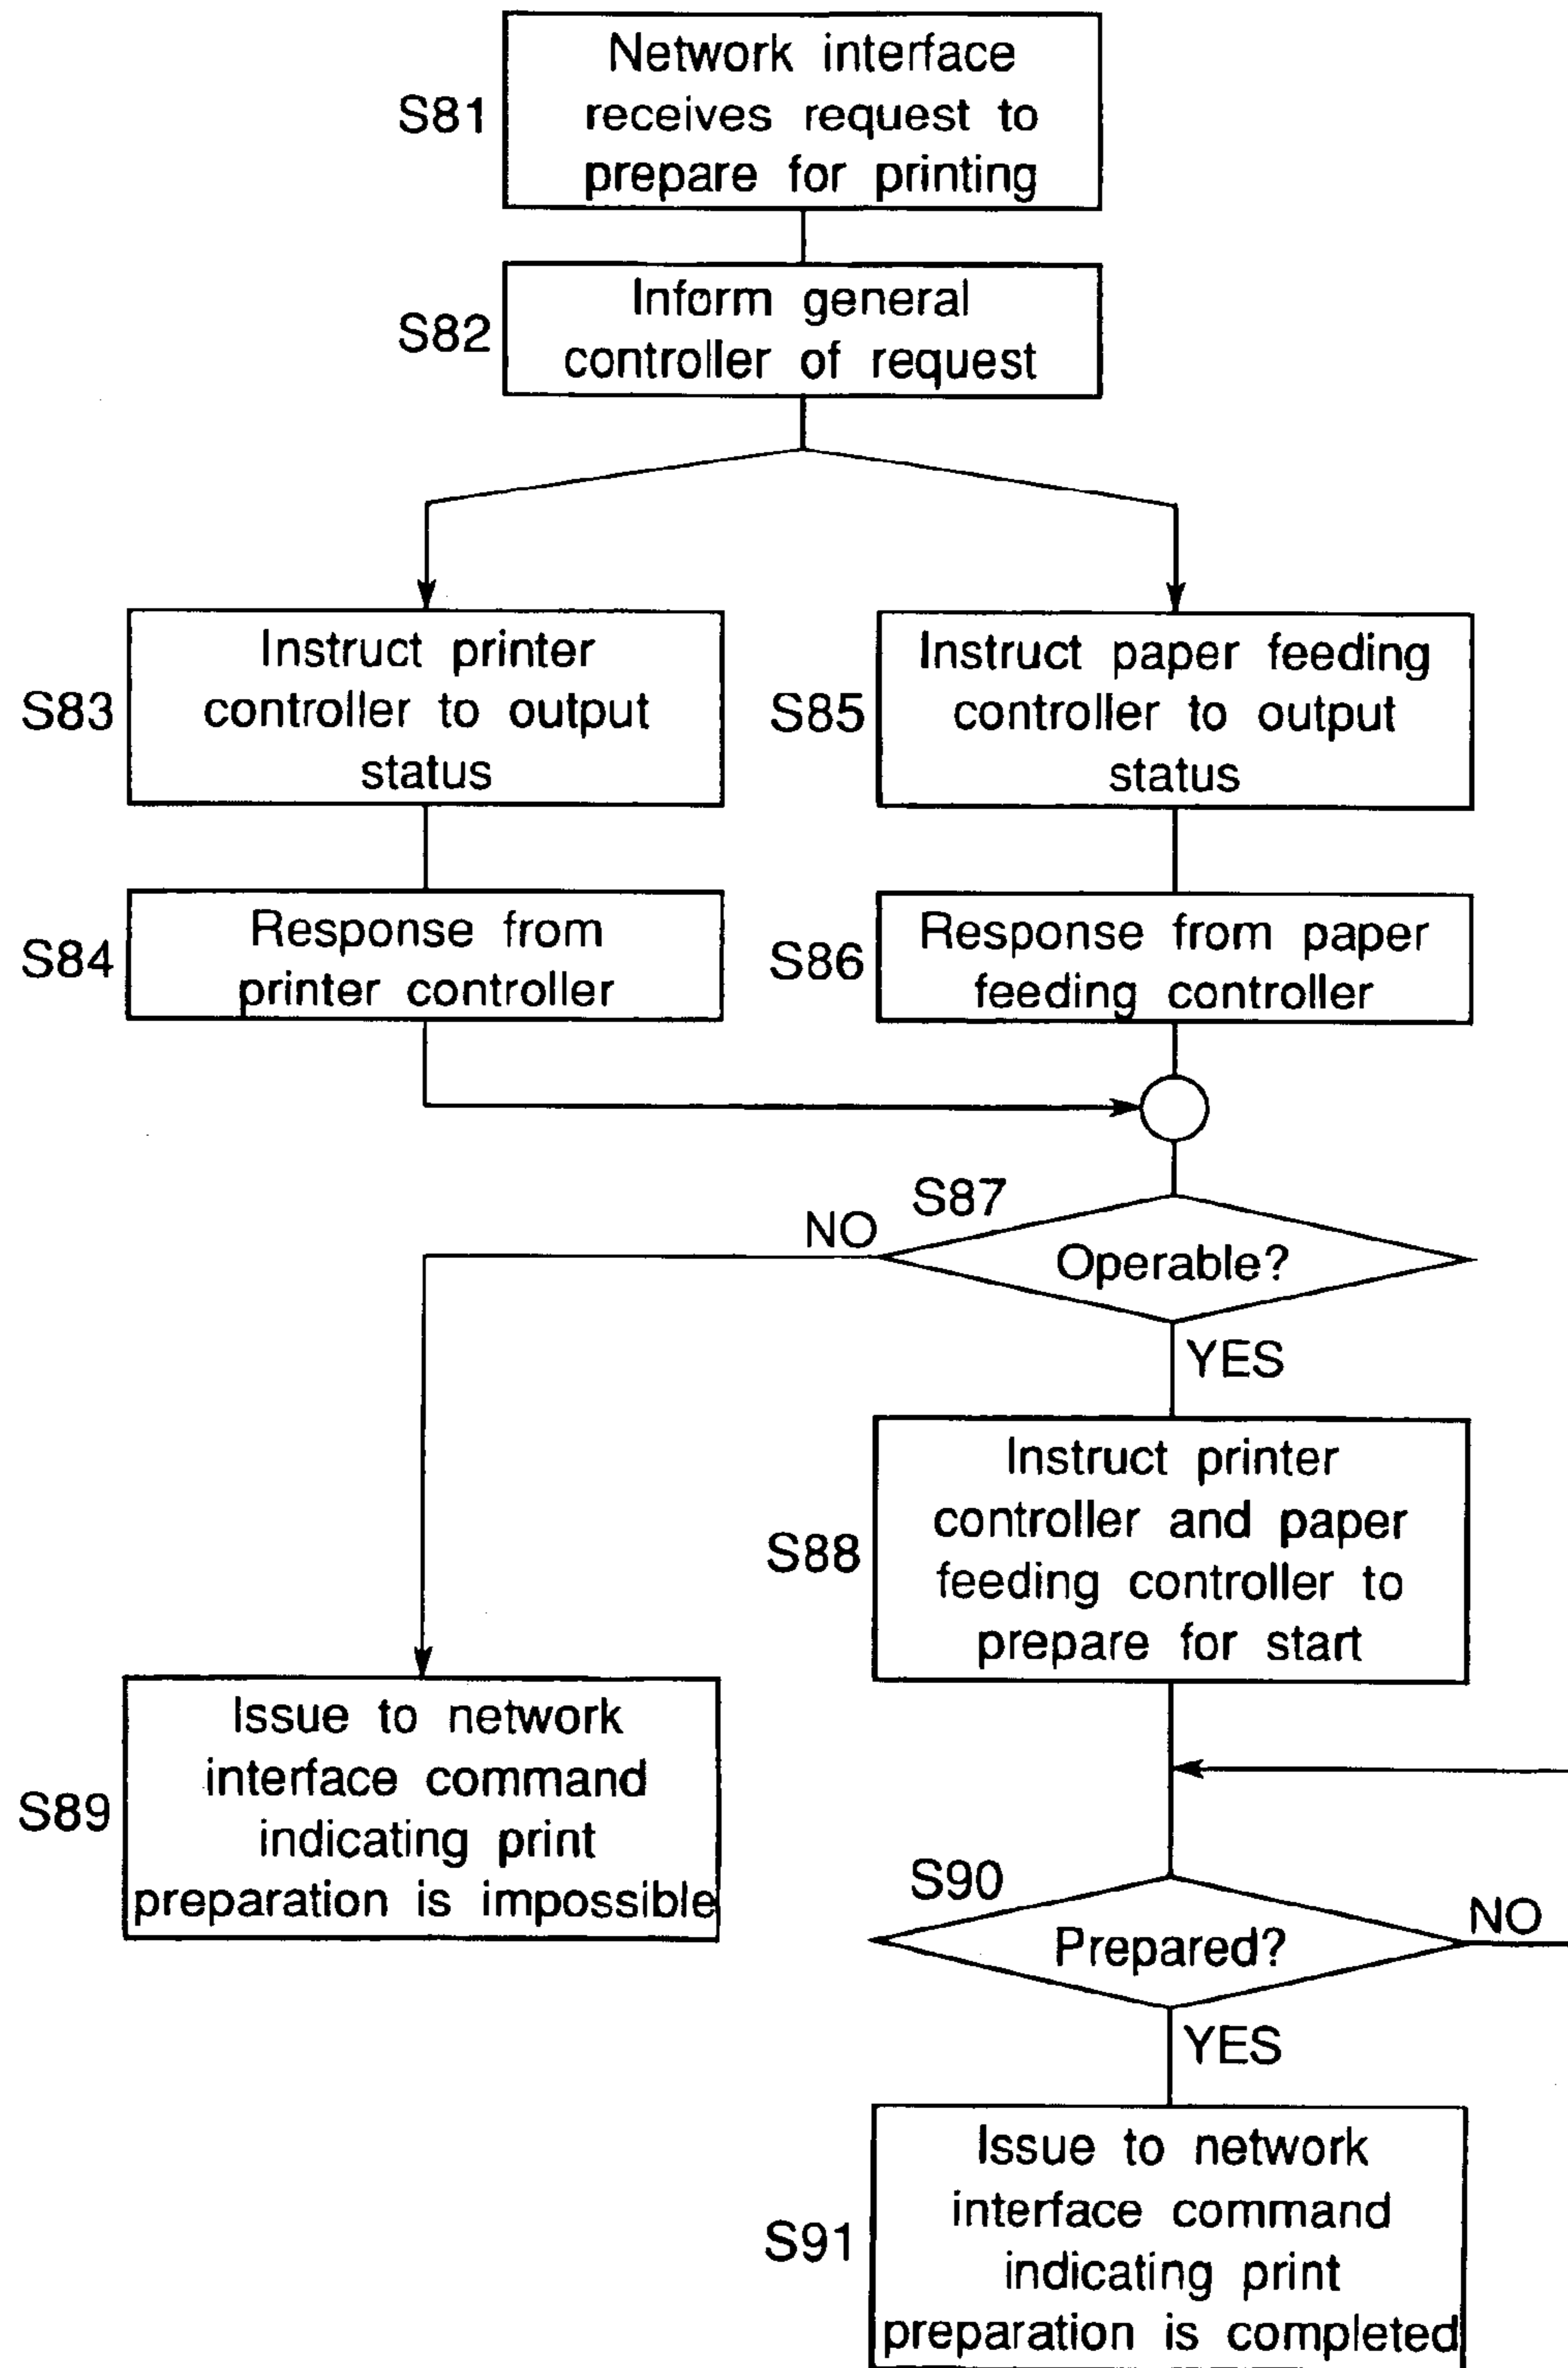 S81
Network interface
receives request to
prepare for printing
S82
Inform general
controller of request
S83
Instruct printer
controller to output
status
S85
Instruct paper feeding
controller to output
status
S84
Response from
printer controller
S86
Response from paper
feeding controller
S87
NO
Operable?
YES
S88
Instruct printer
controller and paper
feeding controller to
prepare for start
S89
Issue to network
interface command
indicating print
preparation is impossible
S90
NO
Prepared?
YES
S91
Issue to network
interface command
indicating print
preparation is completed